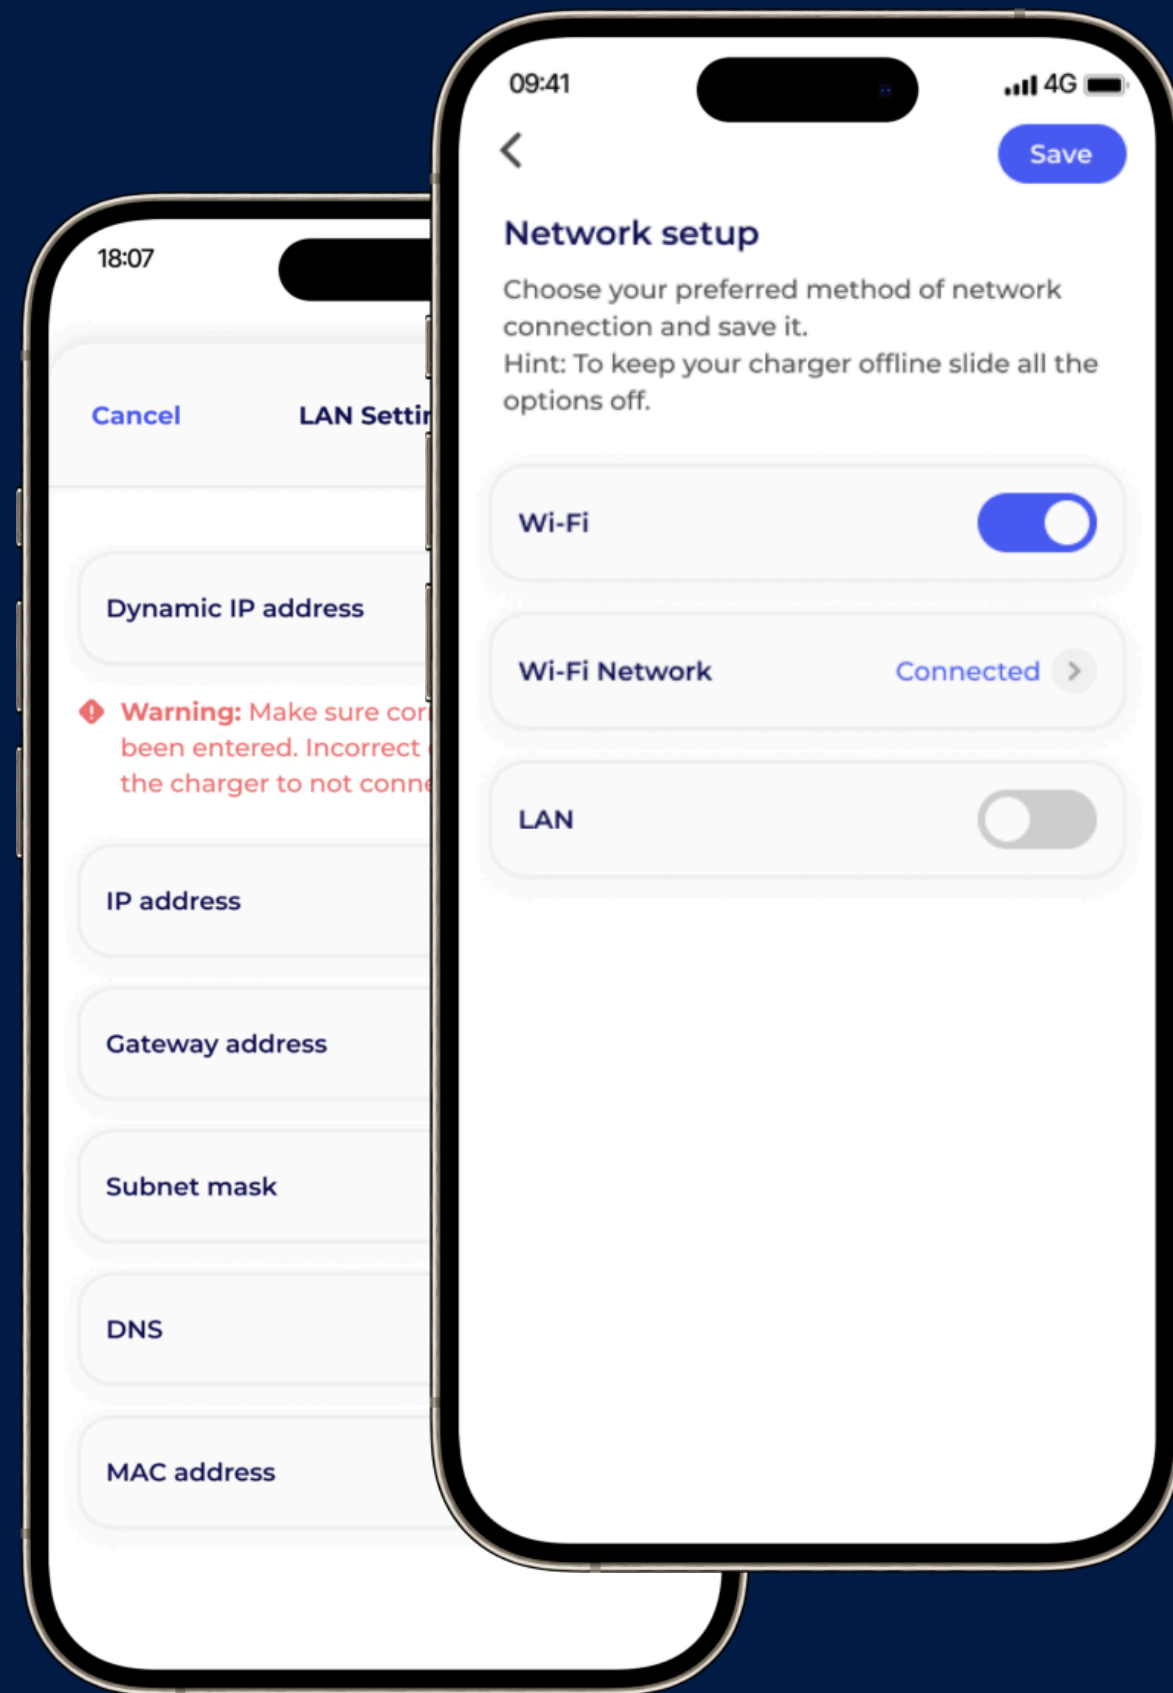 18:07
Cancel
LAN
Dynamic IP address
Warning: Make sure
been entered. Incorrect
the charger to not
IP address
Gateway address
Subnet mask
DNS
MAC address
09:41
4G
Save
Network setup
Choose your preferred method of network
connection and save it.
Hint: To keep your charger offline slide all the
options off.
Wi-Fi
Wi-Fi Network
Connected
LAN